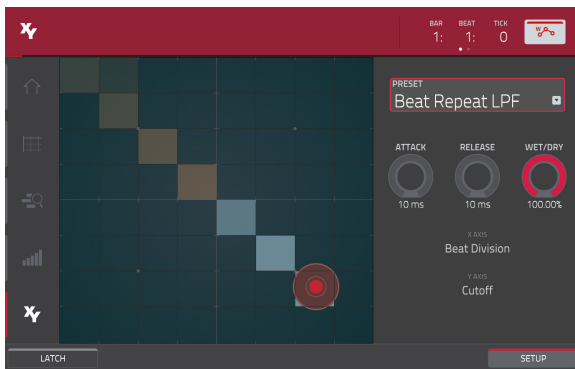 XY
BAR BEAT TICK
1: 1: 0
W
PRESET
Beat Repeat LPF
ATTACK RELEASE WET/DRY
10 ms 10 ms 100.00%
X AXIS
Beat Division
Y AXIS
Cutoff
XY
LATCH SETUP